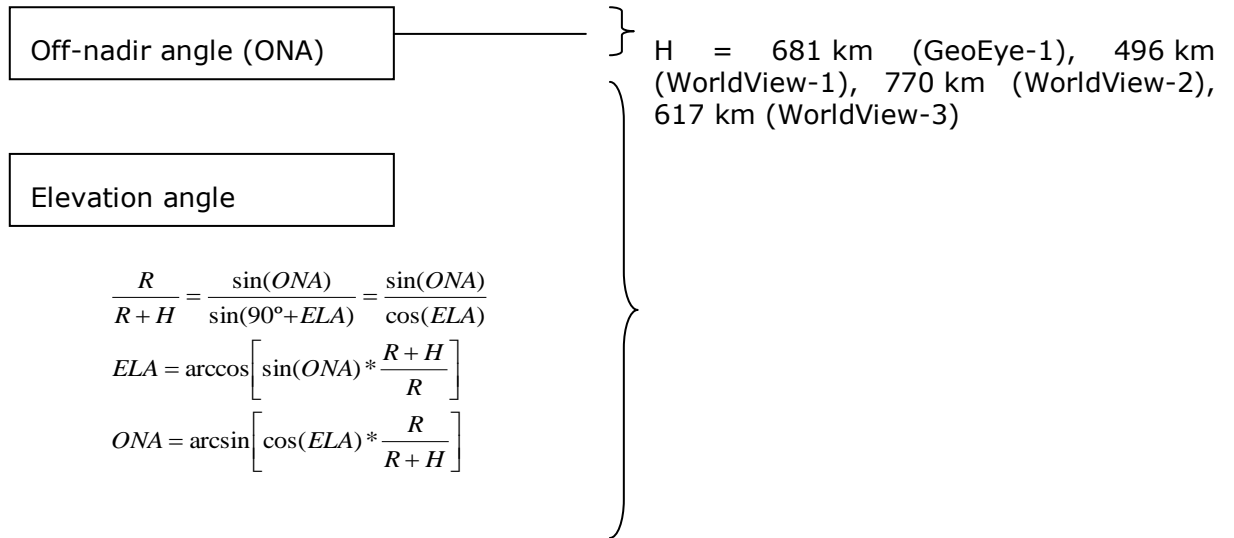 Off-nadir angle (ONA)
H = 681 km (GeoEye-1), 496 km
(WorldView-1), 770 km (WorldView-2),
617 km (WorldView-3)
Elevation angle
R/(R + H) = sin(ONA)/sin(90º+ELA) = sin(ONA)/cos(ELA)
ELA = arccos[sin(ONA) * (R + H)/R]
ONA = arcsin[cos(ELA) * R/(R + H)]